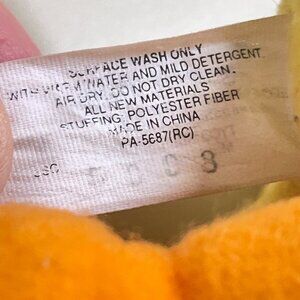 SURFACE WASH ONLY
WITH WARM WATER AND MILD DETERGENT
AIR DRY. DO NOT DRY CLEAN.
ALL NEW MATERIALS
STUFFING: POLYESTER FIBER
MADE IN CHINA
PA-5687(RC)